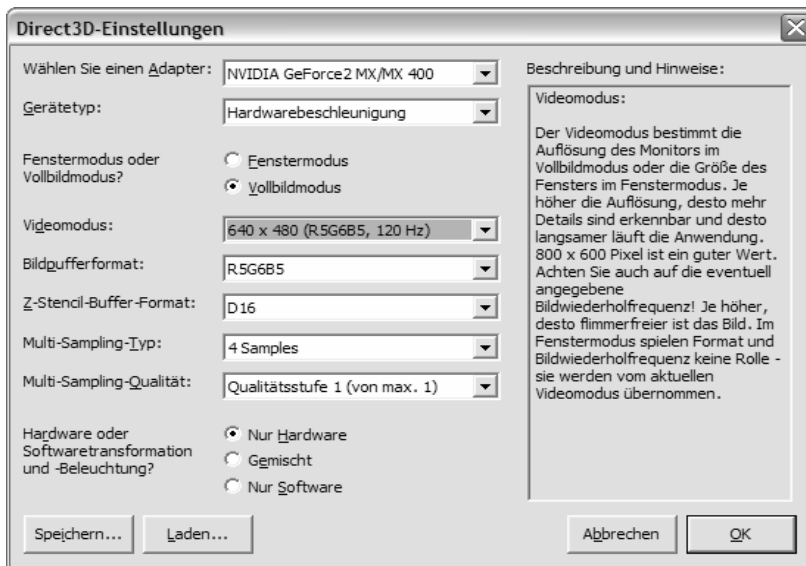 Direct3D-Einstellungen
Wählen Sie einen Adapter:
NVIDIA GeForce2 MX/MX 400
Gerätetyp:
Hardwarebeschleunigung
Fenstermodus oder
Vollbildmodus?
Fenstermodus
Vollbildmodus
Videomodus:
640 x 480 (R5G6B5, 120 Hz)
Bildpufferformat:
R5G6B5
Z-Stencil-Buffer-Format:
D16
Multi-Sampling-Typ:
4 Samples
Multi-Sampling-Qualität:
Qualitätsstufe 1 (von max. 1)
Hardware oder
Softwaretransformation
und -Beleuchtung?
Nur Hardware
Gemischt
Nur Software
Beschreibung und Hinweise:
Videomodus:
Der Videomodus bestimmt die
Auflösung des Monitors im
Vollbildmodus oder die Größe des
Fensters im Fenstermodus. Je
höher die Auflösung, desto mehr
Details sind erkennbar und desto
langsamer läuft die Anwendung.
800 x 600 Pixel ist ein guter Wert.
Achten Sie auch auf die eventuell
angegebene
Bildwiederholfrequenz! Je höher,
desto flimmerfreier ist das Bild. Im
Fenstermodus spielen Format und
Bildwiederholfrequenz keine Rolle -
sie werden vom aktuellen
Videomodus übernommen.
Speichern...
Laden...
Abbrechen
OK